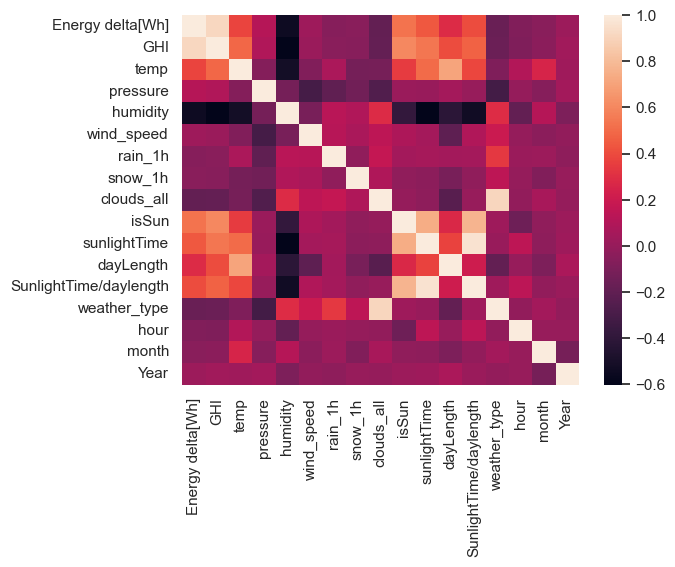 Energy delta[Wh]
GHI
temp
pressure
humidity
wind_speed
rain_1h
snow_1h
clouds_all
isSun
sunlightTime
dayLength
SunlightTime/daylength
weather_type
hour
month
Year
Energy delta[Wh]
GHI
temp
pressure
humidity
wind_speed
rain_1h
snow_1h
clouds_all
isSun
sunlightTime
dayLength
SunlightTime/daylength
weather_type
hour
month
Year
1.0
0.8
0.6
0.4
0.2
0.0
−0.2
−0.4
−0.6